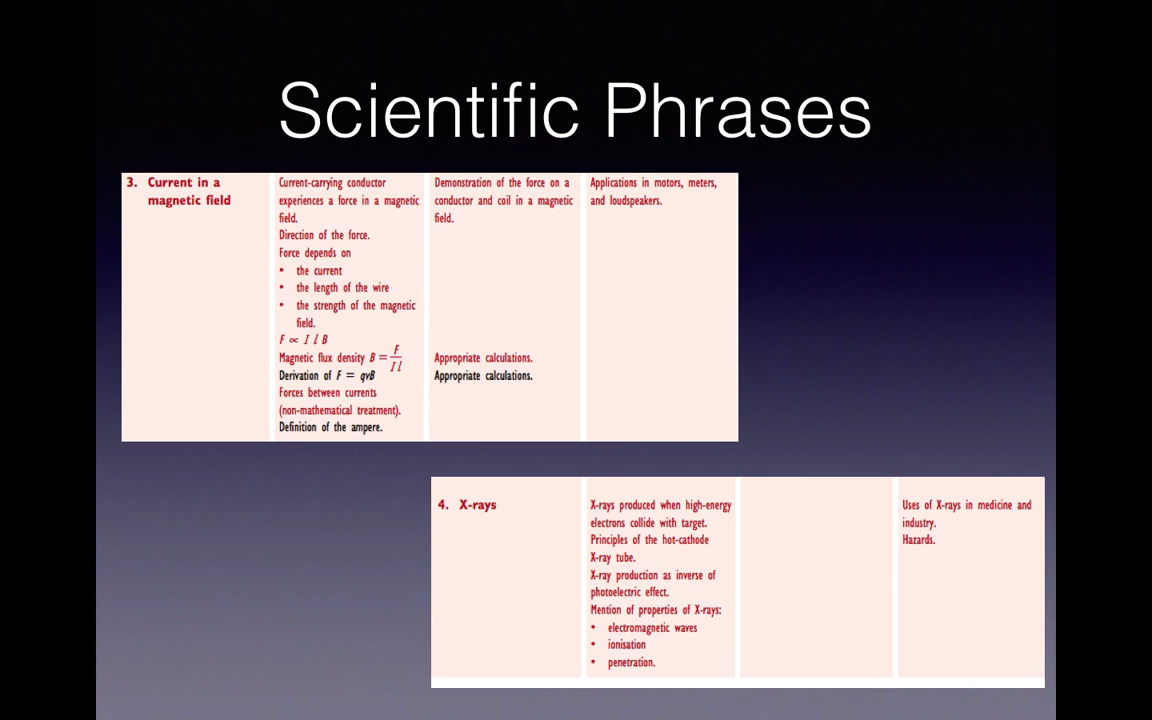 Scientific Phrases
3. Current in a
magnetic field
Current-carrying conductor
experiences a force in a magnetic
field.
Direction of the force.
Force depends on
• the current
• the length of the wire
• the strength of the magnetic
field.
F ∝ I l B
Magnetic flux density B = F / I l
Derivation of F = qvB
Forces between currents
(non-mathematical treatment).
Definition of the ampere.
Demonstration of the force on a
conductor and coil in a magnetic
field.
Appropriate calculations.
Appropriate calculations.
Applications in motors, meters,
and loudspeakers.
4. X-rays
X-rays produced when high-energy
electrons collide with target.
Principles of the hot-cathode
X-ray tube.
X-ray production as inverse of
photoelectric effect.
Mention of properties of X-rays:
• electromagnetic waves
• ionisation
• penetration.
Uses of X-rays in medicine and
industry.
Hazards.